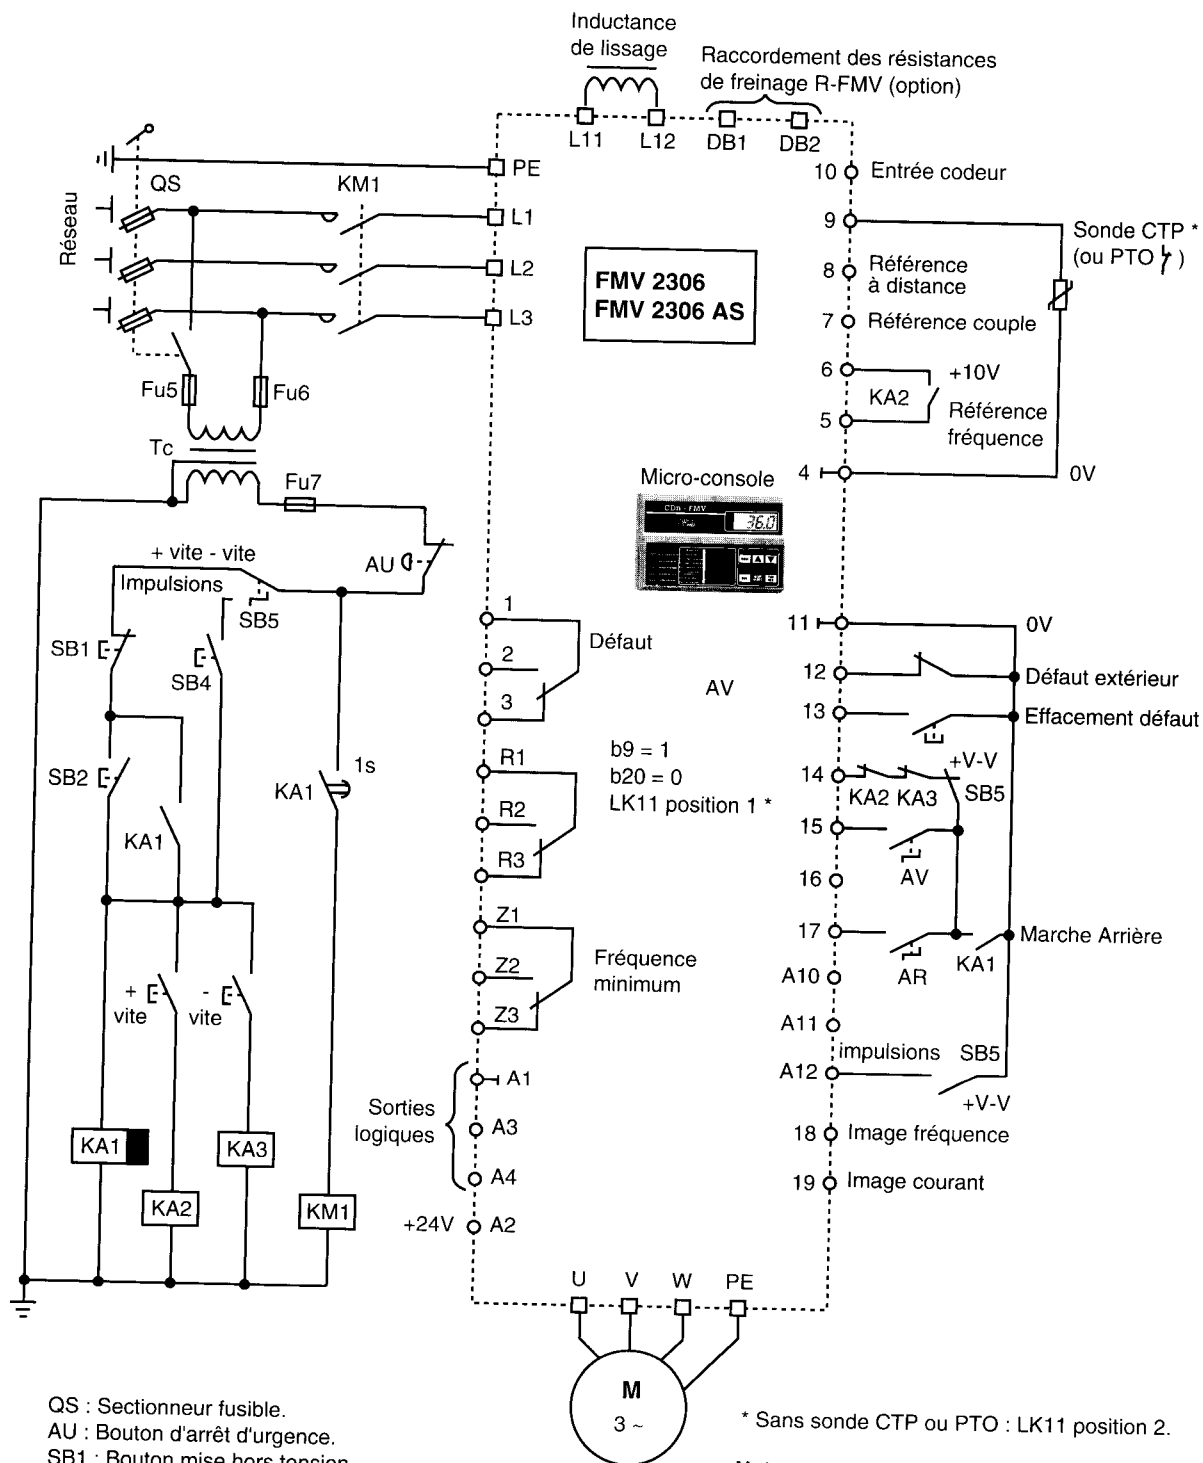 Inductance
de lissage
Raccordement des résistances
de freinage R-FMV (option)
L11
L12
DB1
DB2
PE
10
Entrée codeur
QS
KM1
Réseau
L1
L2
L3
9
Sonde CTP *
(ou PTO )
FMV 2306
FMV 2306 AS
8
Référence
à distance
7
Référence couple
6
+10V
KA2
5
Référence
fréquence
4
0V
Fu5
Fu6
Tc
Fu7
Micro-console
CDn - FMV
36.0
+ vite - vite
AU
Impulsions
SB5
SB1
SB4
1
Défaut
2
3
AV
11
0V
12
Défaut extérieur
13
Effacement défaut
SB2
KA1
1s
KA1
R1
R2
R3
b9 = 1
b20 = 0
LK11 position 1 *
14
+V-V
KA2
KA3
SB5
15
AV
16
17
Marche Arrière
AR
KA1
+
vite
-
vite
Z1
Z2
Z3
Fréquence
minimum
A10
A11
impulsions
SB5
A12
+V-V
Sorties
logiques
A1
A3
A4
18
Image fréquence
19
Image courant
KA1
KA3
KA2
KM1
+24V
A2
U
V
W
PE
M
3 ~
QS : Sectionneur fusible.
AU : Bouton d'arrêt d'urgence.
SB1 : Bouton mise hors tension
* Sans sonde CTP ou PTO : LK11 position 2.